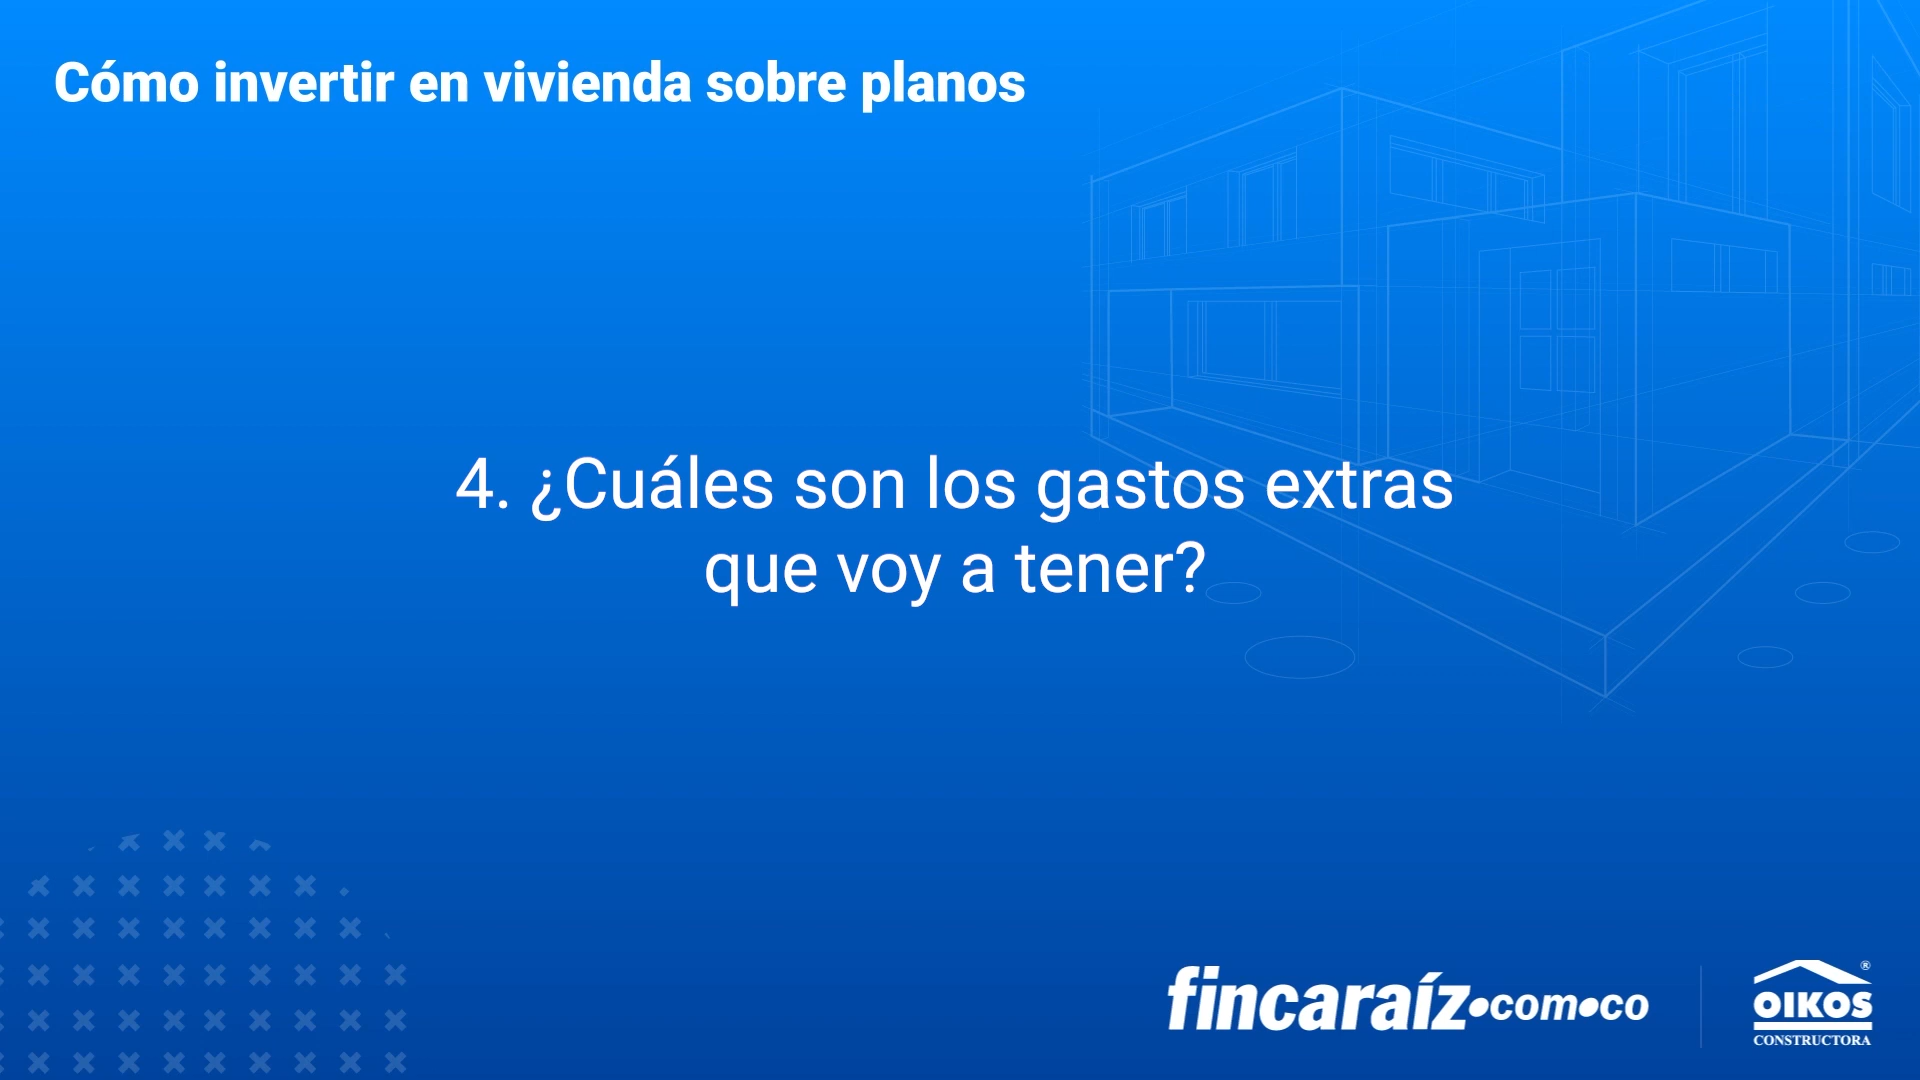 Cómo invertir en vivienda sobre planos
4. ¿Cuáles son los gastos extras
que voy a tener?
fincaraíz•com•co
OIKOS®
CONSTRUCTORA